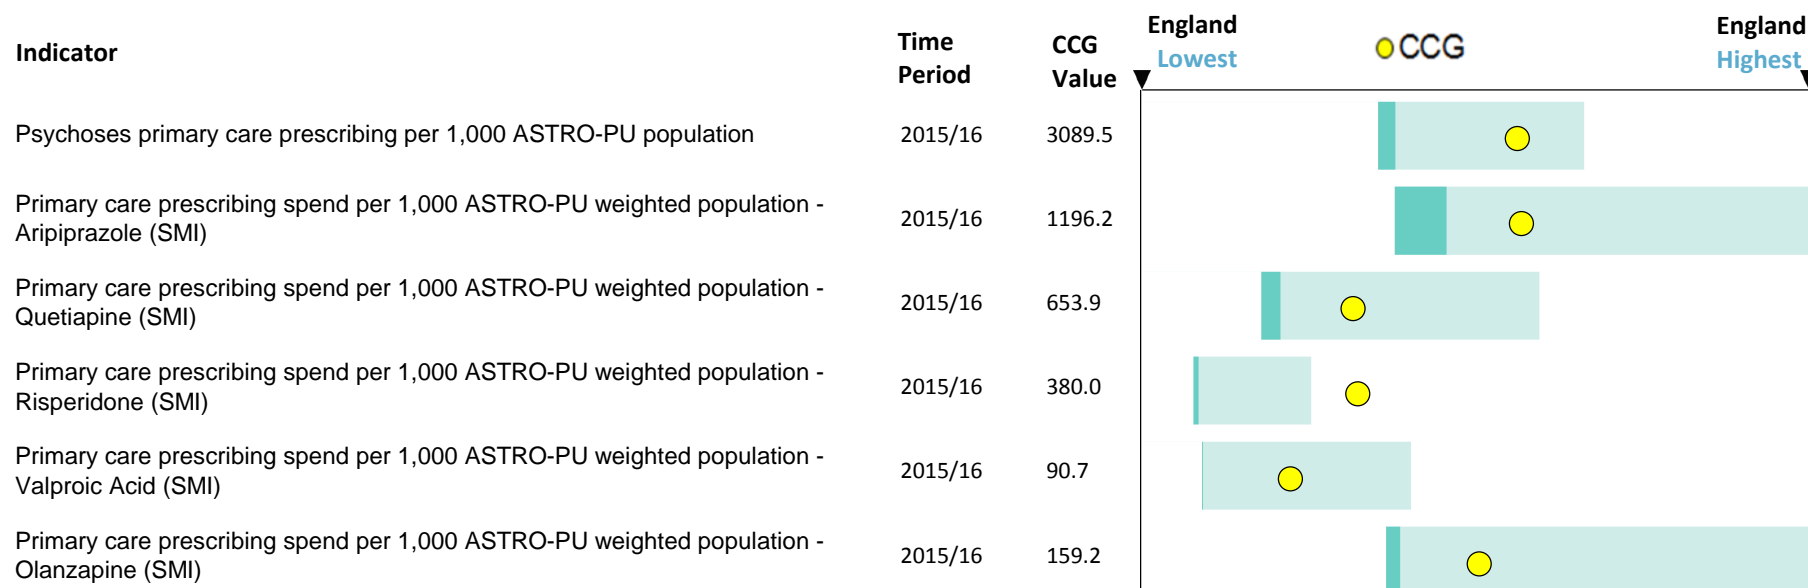 Indicator
Time
Period
CCG
Value
England
Lowest
CCG
England
Highest
Psychoses primary care prescribing per 1,000 ASTRO-PU population
2015/16
3089.5
Primary care prescribing spend per 1,000 ASTRO-PU weighted population -
Aripiprazole (SMI)
2015/16
1196.2
Primary care prescribing spend per 1,000 ASTRO-PU weighted population -
Quetiapine (SMI)
2015/16
653.9
Primary care prescribing spend per 1,000 ASTRO-PU weighted population -
Risperidone (SMI)
2015/16
380.0
Primary care prescribing spend per 1,000 ASTRO-PU weighted population -
Valproic Acid (SMI)
2015/16
90.7
Primary care prescribing spend per 1,000 ASTRO-PU weighted population -
Olanzapine (SMI)
2015/16
159.2